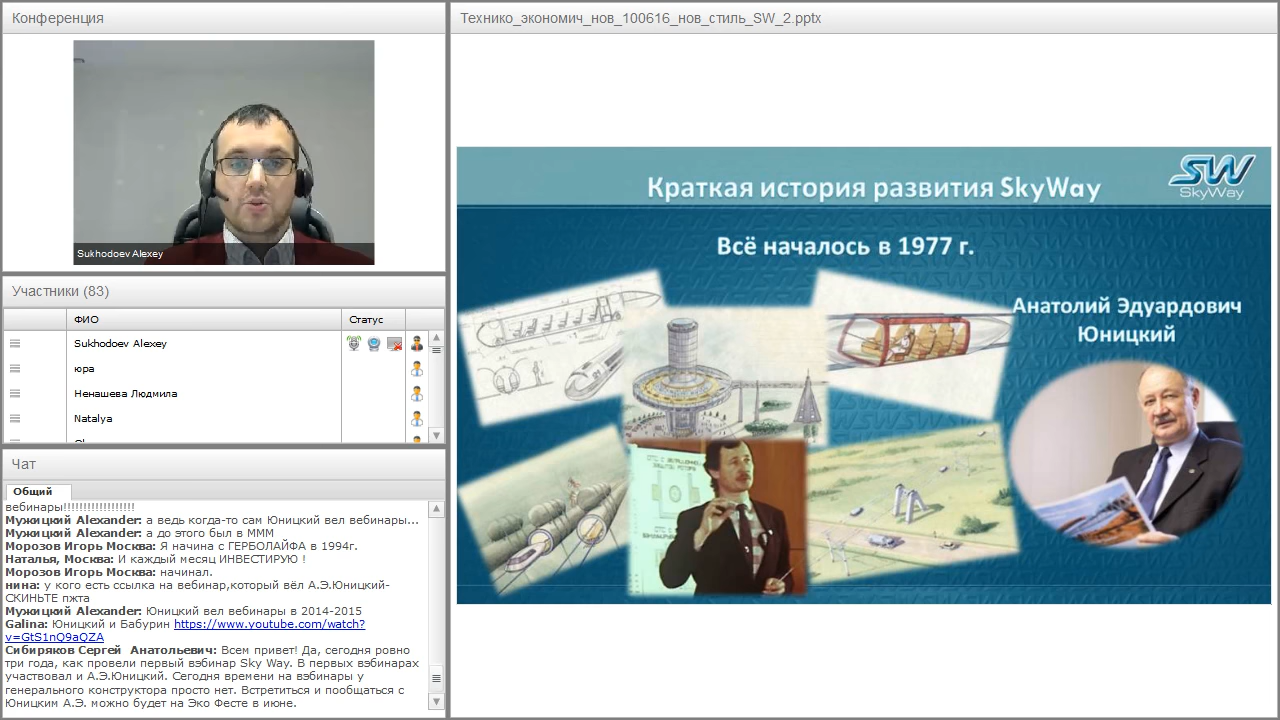 Конференция
Sukhodoev Alexey
Участники (83)
ФИО
Статус
Sukhodoev Alexey
юра
Ненашева Людмила
Natalya
Чат
Общий
вебинары!!!!!!!!!!!!!!!!!!
Мужицкий Alexander: а ведь когда-то сам Юницкий вел вебинары...
Мужицкий Alexander: а до этого был в МММ
Морозов Игорь Москва: Я начина с ГЕРБОЛАЙФА в 1994г.
Наталья, Москва: И каждый месяц ИНВЕСТИРУЮ !
Морозов Игорь Москва: начинал.
нина: у кого есть ссылка на вебинар,который вёл А.Э.Юницкий-
СКИНЬТЕ пжта
Мужицкий Alexander: Юницкий вел вебинары в 2014-2015
Galina: Юницкий и Бабурин https://www.youtube.com/watch?
v=GtS1nQ9aQZA
Сибиряков Сергей Анатольевич: Всем привет! Да, сегодня ровно
три года, как провели первый вэбинар Sky Way. В первых вэбинарах
участвовал и А.Э.Юницкий. Сегодня времени на вэбинары у
генерального конструктора просто нет. Встретиться и пообщаться с
Юницким А.Э. можно будет на Эко Фесте в июне.
Технико_экономич_нов_100616_нов_стиль_SW_2.pptx
Краткая история развития SkyWay
SW
SkyWay
Всё началось в 1977 г.
Анатолий Эдуардович
Юницкий